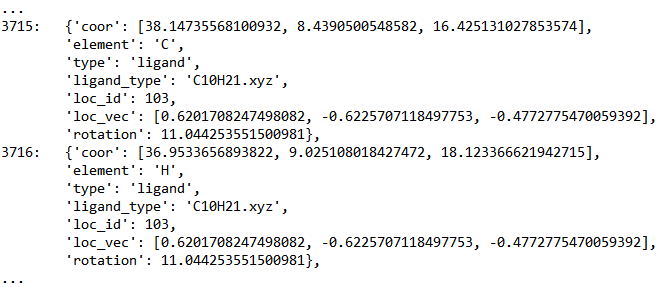 ...
3715: {'coor': [38.14735568100932, 8.4390500548582, 16.425131027853574],
'element': 'C',
'type': 'ligand',
'ligand_type': 'C10H21.xyz',
'loc_id': 103,
'loc_vec': [0.6201708247498082, -0.6225707118497753, -0.4772775470059392],
'rotation': 11.044253551500981},
3716: {'coor': [36.9533656893822, 9.025108018427472, 18.123366621942715],
'element': 'H',
'type': 'ligand',
'ligand_type': 'C10H21.xyz',
'loc_id': 103,
'loc_vec': [0.6201708247498082, -0.6225707118497753, -0.4772775470059392],
'rotation': 11.044253551500981},
...